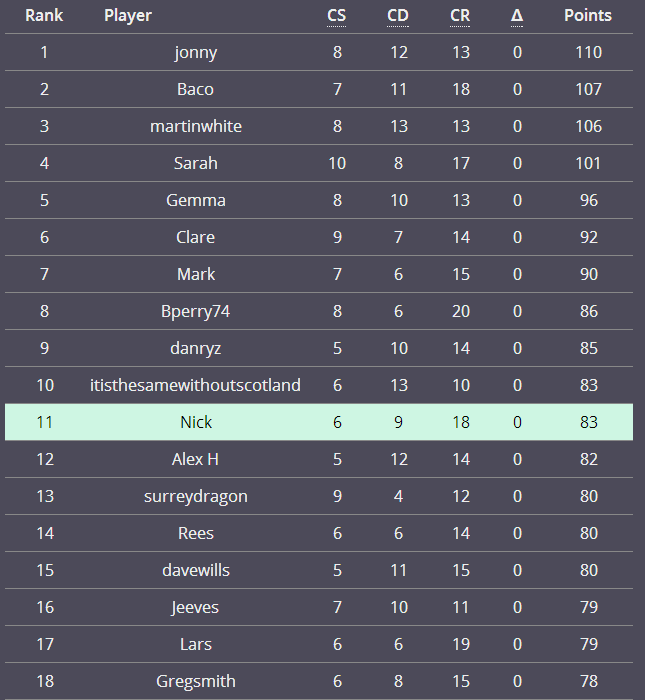 Rank Player CS CD CR Δ Points
1 jonny 8 12 13 0 110
2 Baco 7 11 18 0 107
3 martinwhite 8 13 13 0 106
4 Sarah 10 8 17 0 101
5 Gemma 8 10 13 0 96
6 Clare 9 7 14 0 92
7 Mark 7 6 15 0 90
8 Bperry74 8 6 20 0 86
9 danryz 5 10 14 0 85
10 itisthesamewithoutscotland 6 13 10 0 83
11 Nick 6 9 18 0 83
12 Alex H 5 12 14 0 82
13 surreydragon 9 4 12 0 80
14 Rees 6 6 14 0 80
15 davewills 5 11 15 0 80
16 Jeeves 7 10 11 0 79
17 Lars 6 6 19 0 79
18 Gregsmith 6 8 15 0 78